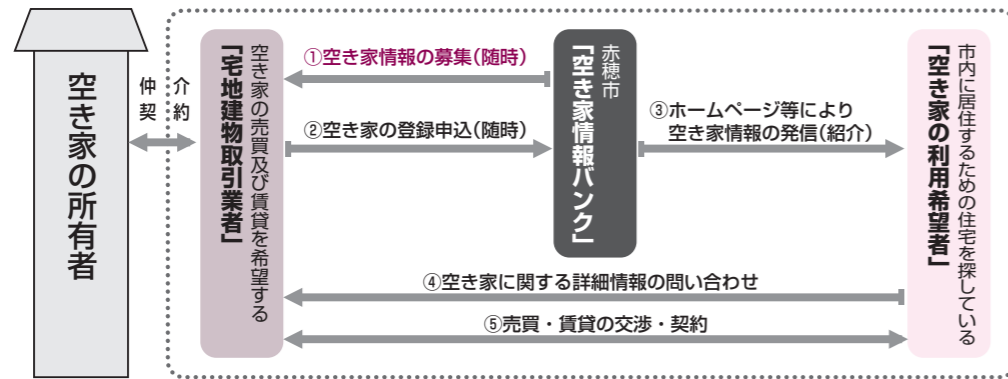 空き家の所有者
仲介
契約
空き家の売買及び賃貸を希望する
「宅地建物取引業者」
①空き家情報の募集(随時)
②空き家の登録申込(随時)
赤穂市
「空き家情報バンク」
③ホームページ等により
空き家情報の発信(紹介)
市内に居住するための住宅を探している
「空き家の利用希望者」
④空き家に関する詳細情報の問い合わせ
⑤売買・賃貸の交渉・契約